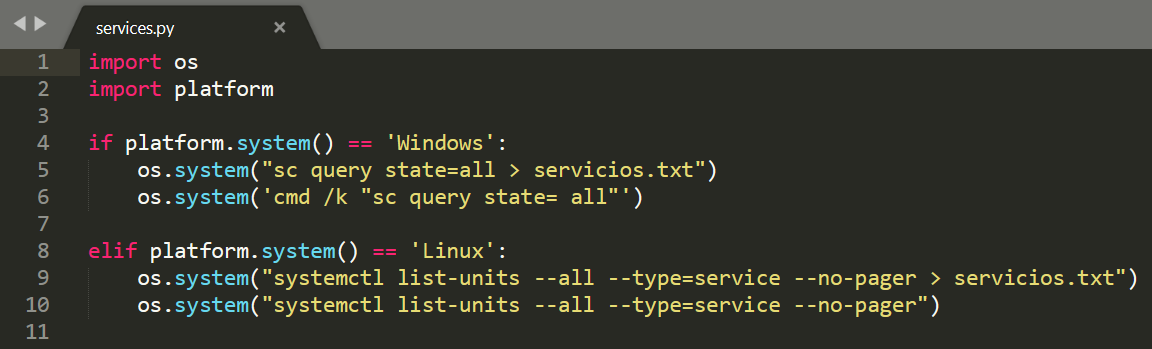 services.py ×
1 import os
2 import platform
3
4 if platform.system() == 'Windows':
5     os.system("sc query state=all > servicios.txt")
6     os.system('cmd /k "sc query state= all"')
7
8 elif platform.system() == 'Linux':
9     os.system("systemctl list-units --all --type=service --no-pager > servicios.txt")
10     os.system("systemctl list-units --all --type=service --no-pager")
11